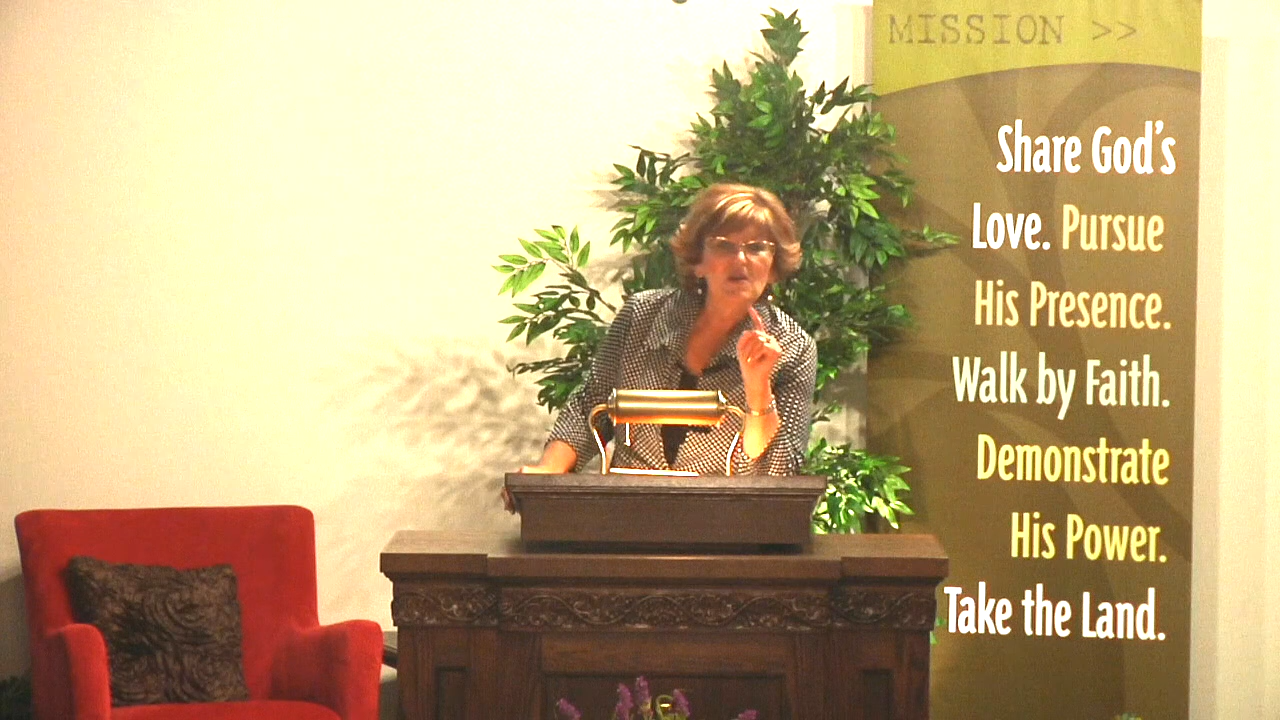 MISSION >>
Share God's
Love. Pursue
His Presence.
Walk by Faith.
Demonstrate
His Power.
Take the Land.